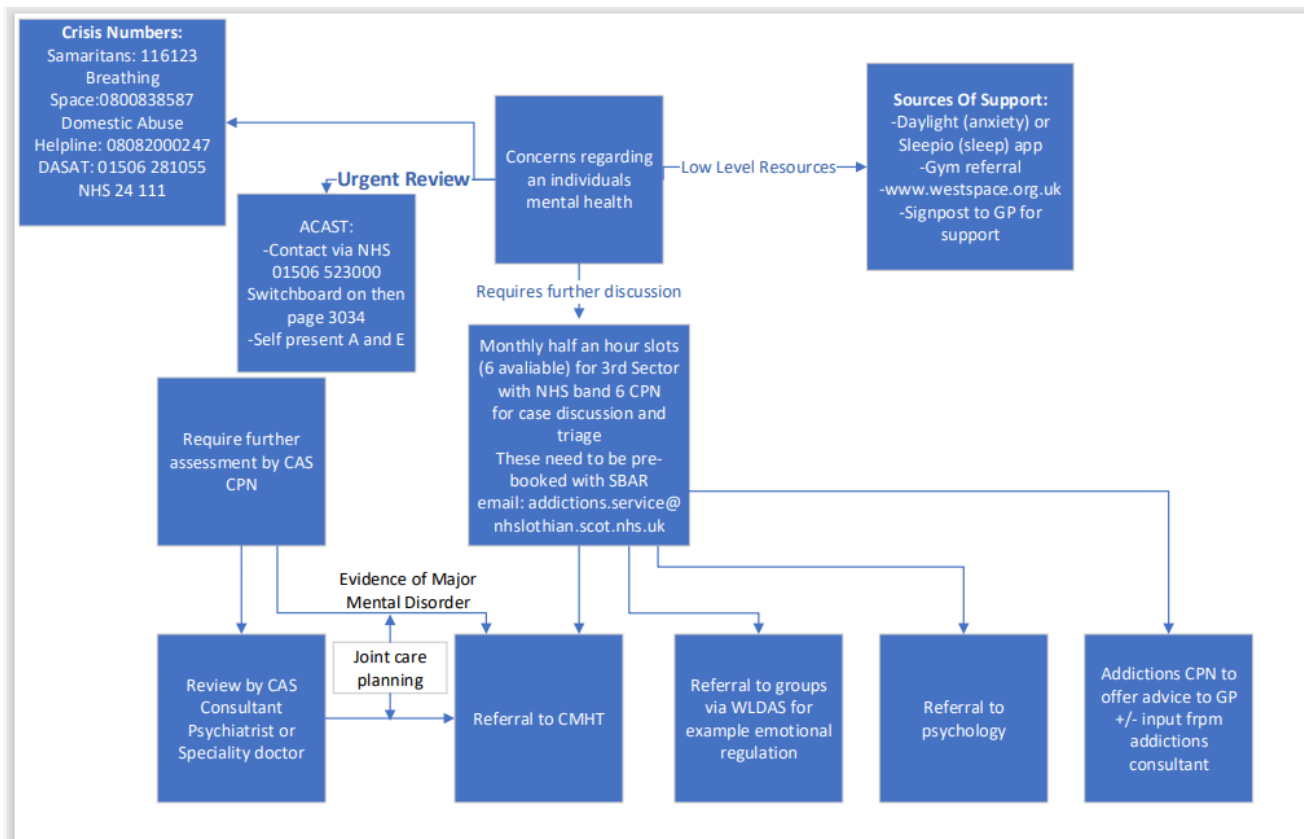 Crisis Numbers:
Samaritans: 116123
Breathing
Space:0800838587
Domestic Abuse
Helpline: 08082000247
DASAT: 01506 281055
NHS 24 111
Concerns regarding
an individuals
mental health
Low Level Resources
Sources Of Support:
-Daylight (anxiety) or
Sleepio (sleep) app
-Gym referral
-www.westspace.org.uk
-Signpost to GP for
support
Urgent Review
ACAST:
-Contact via NHS
01506 523000
Switchboard on then
page 3034
-Self present A and E
Requires further discussion
Monthly half an hour slots
(6 avaliable) for 3rd Sector
with NHS band 6 CPN
for case discussion and
triage
These need to be pre-
booked with SBAR
email: addictions.service@
nhslothian.scot.nhs.uk
Require further
assessment by CAS
CPN
Evidence of Major
Mental Disorder
Joint care
planning
Review by CAS
Consultant
Psychiatrist or
Speciality doctor
Referral to CMHT
Referral to groups
via WLDAS for
example emotional
regulation
Referral to
psychology
Addictions CPN to
offer advice to GP
+/- input frpm
addictions
consultant